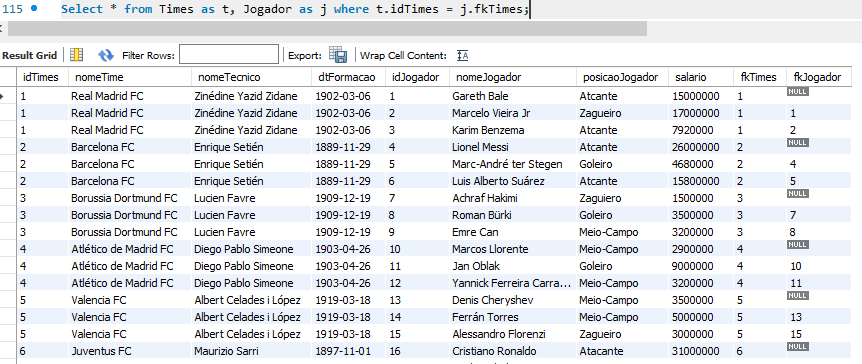 115 Select * from Times as t, Jogador as j where t.idTimes = j.fkTimes;
Result Grid Filter Rows: Export: Wrap Cell Content:
idTimes nomeTime nomeTecnico dtFormacao idJogador nomeJogador posicaoJogador salario fkTimes fkJogador
1 Real Madrid FC Zinédine Yazid Zidane 1902-03-06 1 Gareth Bale Atcante 15000000 1 NULL
1 Real Madrid FC Zinédine Yazid Zidane 1902-03-06 2 Marcelo Vieira Jr Zagueiro 17000000 1 1
1 Real Madrid FC Zinédine Yazid Zidane 1902-03-06 3 Karim Benzema Atcante 7920000 1 2
2 Barcelona FC Enrique Setién 1889-11-29 4 Lionel Messi Atcante 26000000 2 NULL
2 Barcelona FC Enrique Setién 1889-11-29 5 Marc-André ter Stegen Goleiro 4680000 2 4
2 Barcelona FC Enrique Setién 1889-11-29 6 Luis Alberto Suárez Atcante 15800000 2 5
3 Borussia Dortmund FC Lucien Favre 1909-12-19 7 Achraf Hakimi Zaguiero 1500000 3 NULL
3 Borussia Dortmund FC Lucien Favre 1909-12-19 8 Roman Bürki Goleiro 3500000 3 7
3 Borussia Dortmund FC Lucien Favre 1909-12-19 9 Emre Can Meio-Campo 3200000 3 8
4 Atlético de Madrid FC Diego Pablo Simeone 1903-04-26 10 Marcos Llorente Meio-Campo 2900000 4 NULL
4 Atlético de Madrid FC Diego Pablo Simeone 1903-04-26 11 Jan Oblak Goleiro 9000000 4 10
4 Atlético de Madrid FC Diego Pablo Simeone 1903-04-26 12 Yannick Ferreira Carra... Meio-Campo 3200000 4 11
5 Valencia FC Albert Celades i López 1919-03-18 13 Denis Cheryshev Meio-Campo 3500000 5 NULL
5 Valencia FC Albert Celades i López 1919-03-18 14 Ferrán Torres Meio-Campo 5000000 5 13
5 Valencia FC Albert Celades i López 1919-03-18 15 Alessandro Florenzi Zagueiro 3000000 5 15
6 Juventus FC Maurizio Sarri 1897-11-01 16 Cristiano Ronaldo Atacante 31000000 6 NULL